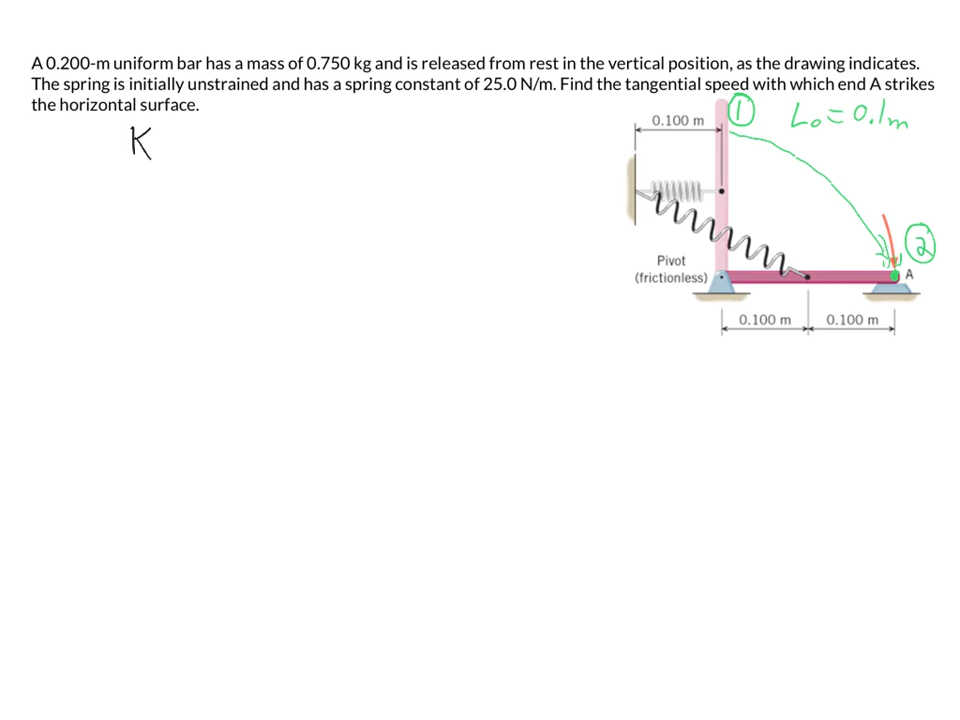 A 0.200-m uniform bar has a mass of 0.750 kg and is released from rest in the vertical position, as the drawing indicates.
The spring is initially unstrained and has a spring constant of 25.0 N/m. Find the tangential speed with which end A strikes
the horizontal surface.
K
0.100 m
① L₀ = 0.1m
②
Pivot
(frictionless)
A
0.100 m
0.100 m